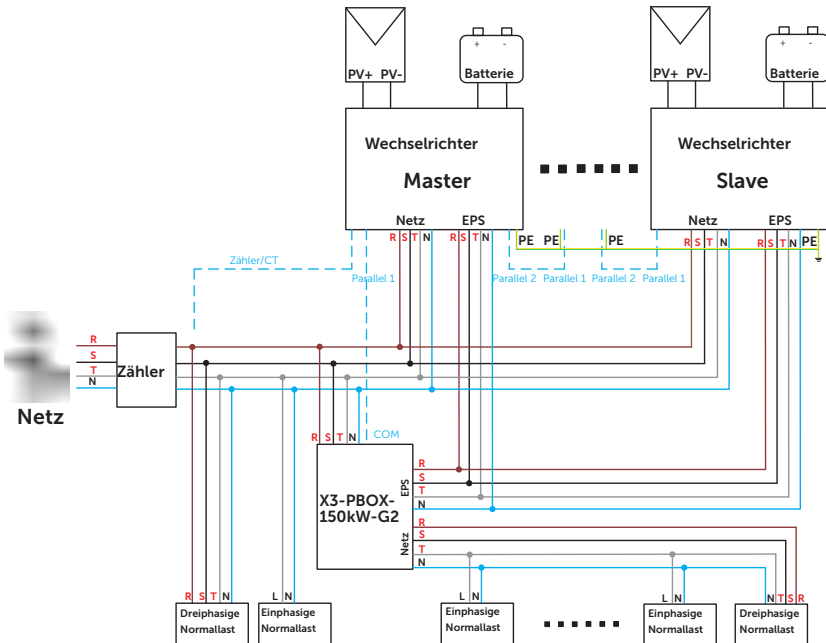 PV+ PV-
+ -
Batterie
PV+ PV-
+ -
Batterie
Wechselrichter
Master
Wechselrichter
Slave
Netz EPS
R S T N R S T N
PE PE PE
Netz EPS
R S T N R S T N PE
Zähler/CT
Parallel 1 Parallel 2 Parallel 1 Parallel 2 Parallel 1
R
S
T
N
Zähler
Netz
COM
R S T N
X3-PBOX-
150kW-G2
EPS
R
S
T
N
Netz
R
S
T
N
R S T N
Dreiphasige
Normallast
L N
Einphasige
Normallast
L N
Einphasige
Normallast
L N
Einphasige
Normallast
N T S R
Dreiphasige
Normallast